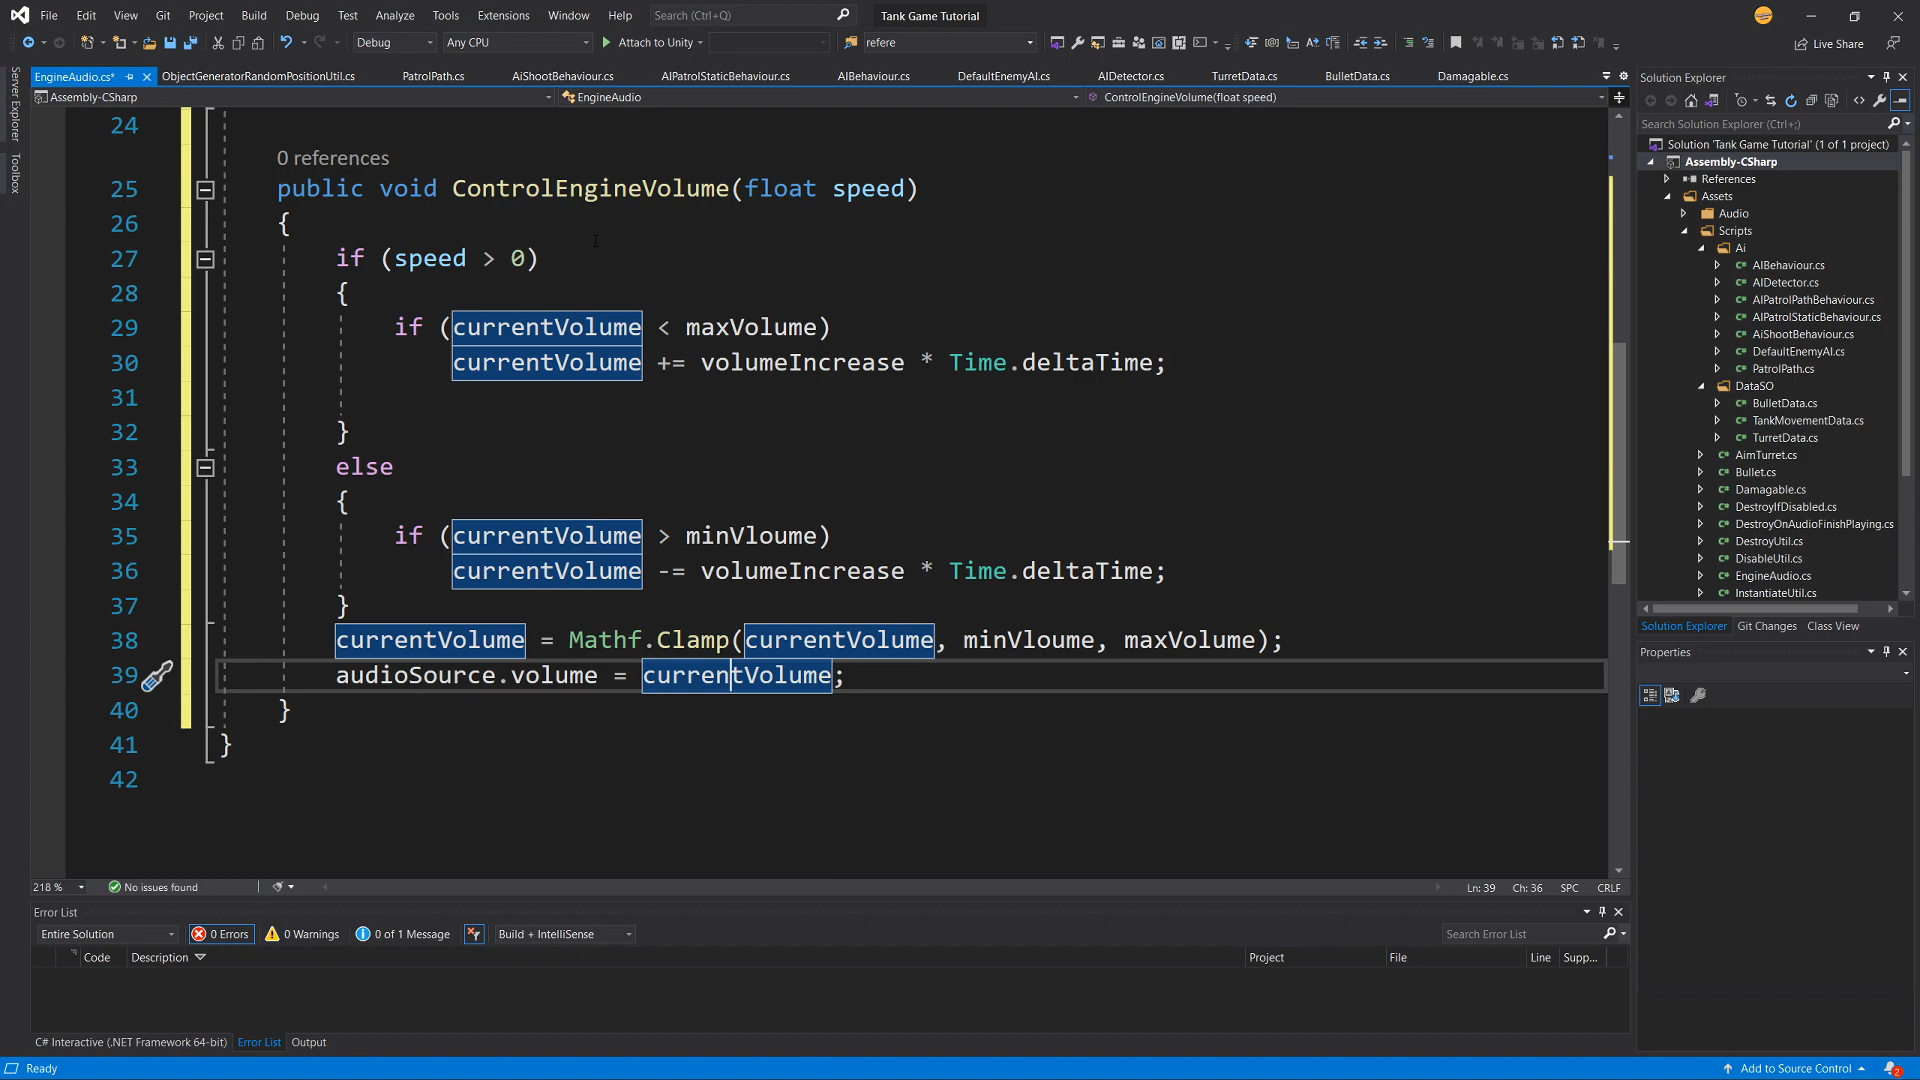 File Edit View Git Project Build Debug Test Analyze Tools Extensions Window Help Search (Ctrl+Q) Tank Game Tutorial
Debug Any CPU Attach to Unity refere Live Share
EngineAudio.cs* ObjectGeneratorRandomPositionUtil.cs PatrolPath.cs AiShootBehaviour.cs AIPatrolStaticBehaviour.cs AIBehaviour.cs DefaultEnemyAI.cs AIDetector.cs TurretData.cs BulletData.cs Damagable.cs
Assembly-CSharp EngineAudio ControlEngineVolume(float speed)
Server Explorer
Toolbox
24
0 references
25 public void ControlEngineVolume(float speed)
26 {
27 if (speed > 0)
28 {
29 if (currentVolume < maxVolume)
30 currentVolume += volumeIncrease * Time.deltaTime;
31
32 }
33 else
34 {
35 if (currentVolume > minVloume)
36 currentVolume -= volumeIncrease * Time.deltaTime;
37 }
38 currentVolume = Mathf.Clamp(currentVolume, minVloume, maxVolume);
39 audioSource.volume = currentVolume;
40 }
41 }
42
218 % No issues found Ln: 39 Ch: 36 SPC CRLF
Error List
Entire Solution 0 Errors 0 Warnings 0 of 1 Message Build + IntelliSense Search Error List
Code Description Project File Line Supp...
C# Interactive (.NET Framework 64-bit) Error List Output
Solution Explorer
Search Solution Explorer (Ctrl+;)
Solution 'Tank Game Tutorial' (1 of 1 project)
Assembly-CSharp
References
Assets
Audio
Scripts
Ai
AIBehaviour.cs
AIDetector.cs
AIPatrolPathBehaviour.cs
AIPatrolStaticBehaviour.cs
AiShootBehaviour.cs
DefaultEnemyAI.cs
PatrolPath.cs
DataSO
BulletData.cs
TankMovementData.cs
TurretData.cs
AimTurret.cs
Bullet.cs
Damagable.cs
DestroyIfDisabled.cs
DestroyOnAudioFinishPlaying.cs
DestroyUtil.cs
DisableUtil.cs
EngineAudio.cs
InstantiateUtil.cs
Solution Explorer Git Changes Class View
Properties
Ready Add to Source Control 2